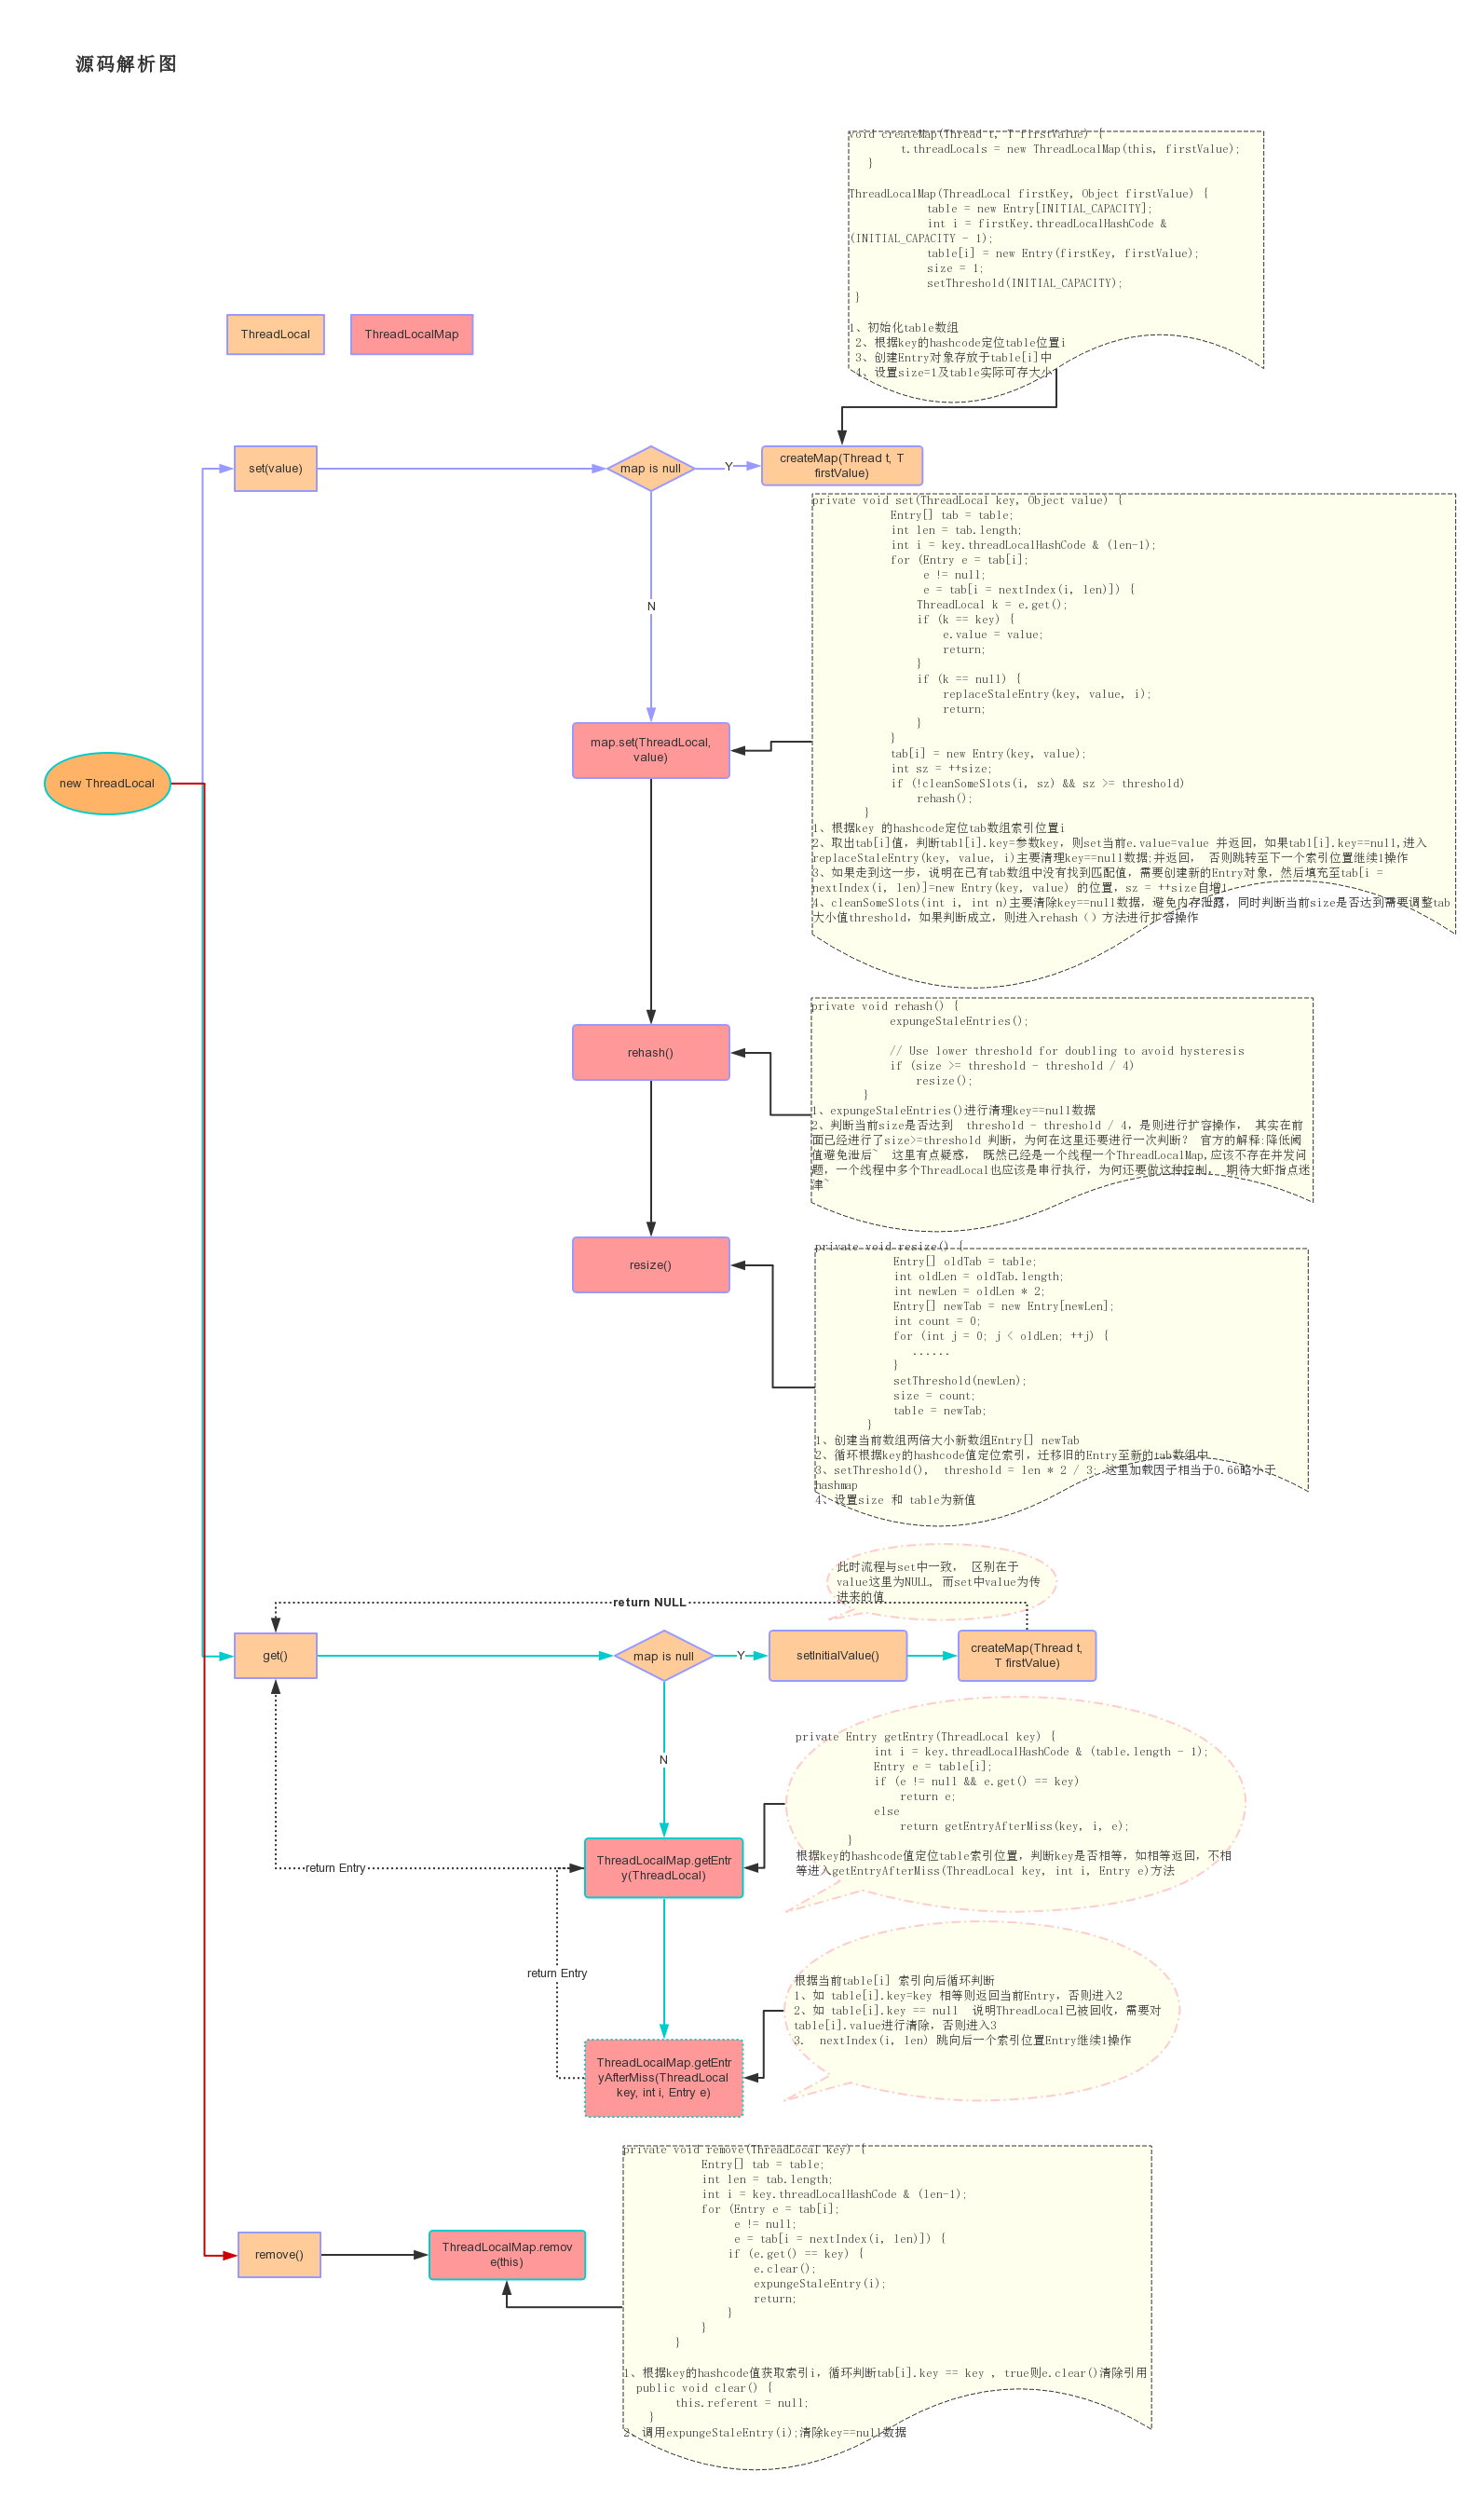 源码解析图
void createMap(Thread t, T firstValue) {
t.threadLocals = new ThreadLocalMap(this, firstValue);
}
ThreadLocalMap(ThreadLocal firstKey, Object firstValue) {
table = new Entry[INITIAL_CAPACITY];
int i = firstKey.threadLocalHashCode &
(INITIAL_CAPACITY - 1);
table[i] = new Entry(firstKey, firstValue);
size = 1;
setThreshold(INITIAL_CAPACITY);
}
1、初始化table数组
2、根据key的hashcode定位table位置i
3、创建Entry对象存放于table[i]中
4、设置size=1及table实际可存大小
ThreadLocal
ThreadLocalMap
set(value)
map is null
Y
createMap(Thread t, T
firstValue)
private void set(ThreadLocal key, Object value) {
Entry[] tab = table;
int len = tab.length;
int i = key.threadLocalHashCode & (len-1);
for (Entry e = tab[i];
e != null;
e = tab[i = nextIndex(i, len)]) {
ThreadLocal k = e.get();
if (k == key) {
e.value = value;
return;
}
if (k == null) {
replaceStaleEntry(key, value, i);
return;
}
}
tab[i] = new Entry(key, value);
int sz = ++size;
if (!cleanSomeSlots(i, sz) && sz >= threshold)
rehash();
}
1、根据key 的hashcode定位tab数组索引位置i
2、取出tab[i]值，判断tabl[i].key=参数key，则set当前e.value=value 并返回，如果tabl[i].key==null,进入
replaceStaleEntry(key, value, i)主要清理key==null数据;并返回， 否则跳转至下一个索引位置继续1操作
3、如果走到这一步，说明在已有tab数组中没有找到匹配值，需要创建新的Entry对象，然后填充至tab[i =
nextIndex(i, len)]=new Entry(key, value) 的位置，sz = ++size自增1
4、cleanSomeSlots(int i, int n)主要清除key==null数据，避免内存泄露，同时判断当前size是否达到需要调整tab
大小值threshold，如果判断成立，则进入rehash（）方法进行扩容操作
N
map.set(ThreadLocal,
value)
new ThreadLocal
private void rehash() {
expungeStaleEntries();
// Use lower threshold for doubling to avoid hysteresis
if (size >= threshold - threshold / 4)
resize();
}
1、expungeStaleEntries()进行清理key==null数据
2、判断当前size是否达到 threshold - threshold / 4，是则进行扩容操作， 其实在前
面已经进行了size>=threshold 判断，为何在这里还要进行一次判断？ 官方的解释:降低阈
值避免泄后~ 这里有点疑惑， 既然已经是一个线程一个ThreadLocalMap,应该不存在并发问
题，一个线程中多个ThreadLocal也应该是串行执行，为何还要做这种控制， 期待大虾指点迷
津~
rehash()
private void resize() {
Entry[] oldTab = table;
int oldLen = oldTab.length;
int newLen = oldLen * 2;
Entry[] newTab = new Entry[newLen];
int count = 0;
for (int j = 0; j < oldLen; ++j) {
......
}
setThreshold(newLen);
size = count;
table = newTab;
}
1、创建当前数组两倍大小新数组Entry[] newTab
2、循环根据key的hashcode值定位索引，迁移旧的Entry至新的tab数组中
3、setThreshold()， threshold = len * 2 / 3; 这里加载因子相当于0.66略小于
hashmap
4、设置size 和 table为新值
resize()
此时流程与set中一致， 区别在于
value这里为NULL, 而set中value为传
进来的值
return NULL
get()
map is null
Y
setInitialValue()
createMap(Thread t,
T firstValue)
N
private Entry getEntry(ThreadLocal key) {
int i = key.threadLocalHashCode & (table.length - 1);
Entry e = table[i];
if (e != null && e.get() == key)
return e;
else
return getEntryAfterMiss(key, i, e);
}
根据key的hashcode值定位table索引位置，判断key是否相等，如相等返回，不相
等进入getEntryAfterMiss(ThreadLocal key, int i, Entry e)方法
return Entry
ThreadLocalMap.getEntr
y(ThreadLocal)
return Entry
根据当前table[i] 索引向后循环判断
1、如 table[i].key=key 相等则返回当前Entry，否则进入2
2、如 table[i].key == null 说明ThreadLocal已被回收，需要对
table[i].value进行清除，否则进入3
3. nextIndex(i, len) 跳向后一个索引位置Entry继续1操作
ThreadLocalMap.getEntr
yAfterMiss(ThreadLocal
key, int i, Entry e)
private void remove(ThreadLocal key) {
Entry[] tab = table;
int len = tab.length;
int i = key.threadLocalHashCode & (len-1);
for (Entry e = tab[i];
e != null;
e = tab[i = nextIndex(i, len)]) {
if (e.get() == key) {
e.clear();
expungeStaleEntry(i);
return;
}
}
}
1、根据key的hashcode值获取索引i，循环判断tab[i].key == key , true则e.clear()清除引用
public void clear() {
this.referent = null;
}
2、调用expungeStaleEntry(i);清除key==null数据
remove()
ThreadLocalMap.remov
e(this)